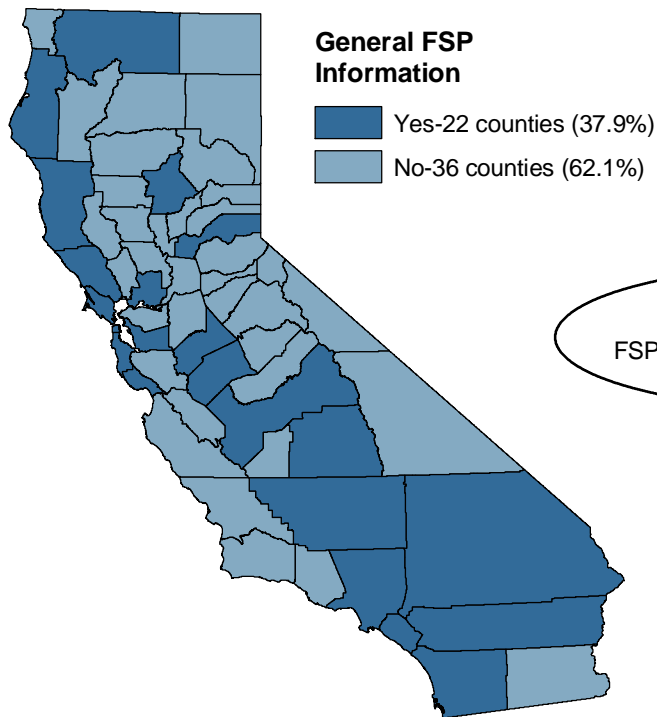 General FSP
Information
Yes-22 counties (37.9%)
No-36 counties (62.1%)
FSP